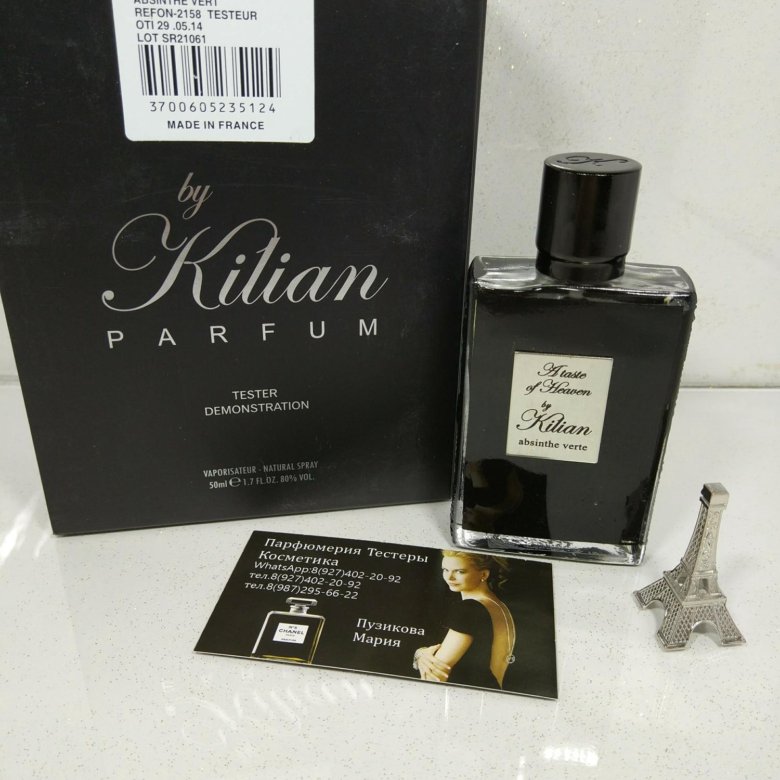 ABSINTHE VERT
REFON-2158 TESTEUR
OTI 29 .05.14
LOT SR21061
3700605235124
MADE IN FRANCE
by
Kilian
PARFUM
TESTER
DEMONSTRATION
VAPORISATEUR - NATURAL SPRAY
50ml e 1.7 FL.OZ. 80% VOL.
A taste
of Heaven
by
Kilian
absinthe verte
Парфюмерия Тестеры
Косметика
WhatsApp:8(927)402-20-92
тел.8(927)402-20-92
тел.8(987)295-66-22
N°5
CHANEL
Пузикова
Мария